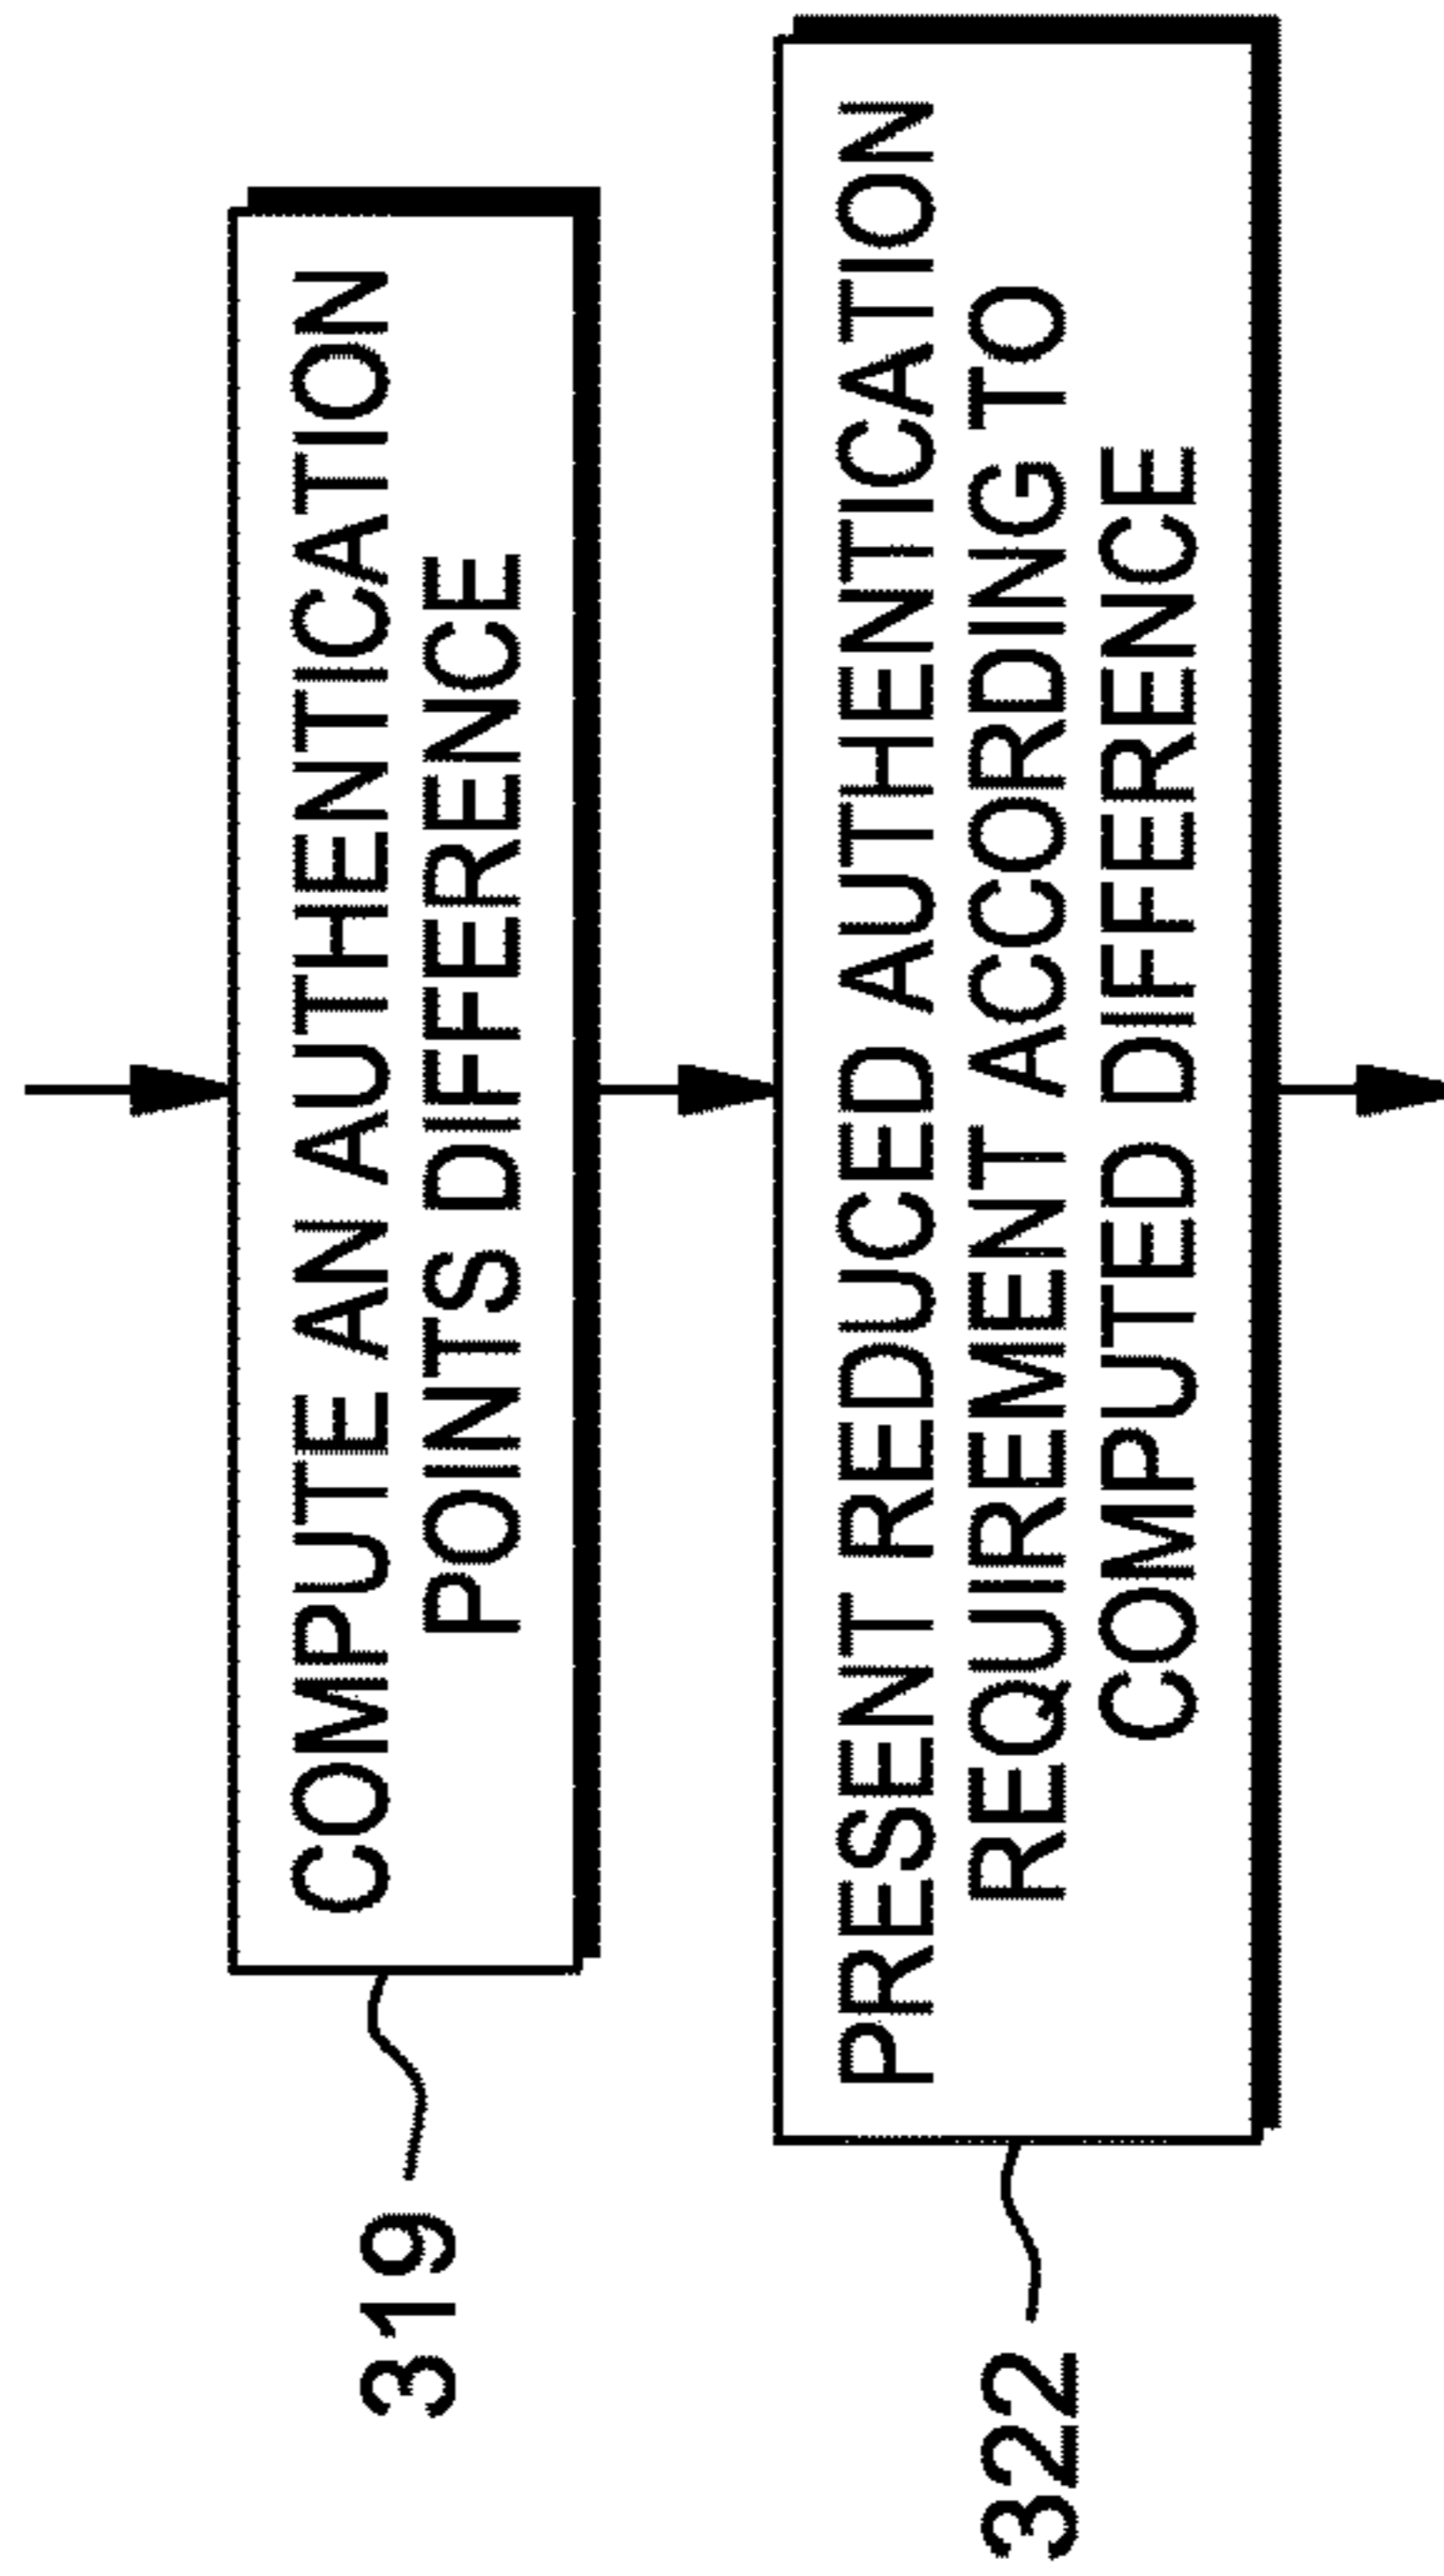 COMPUTE AN AUTHENTICATION
POINTS DIFFERENCE
319
PRESENT REDUCED AUTHENTICATION
REQUIREMENT ACCORDING TO
COMPUTED DIFFERENCE
322